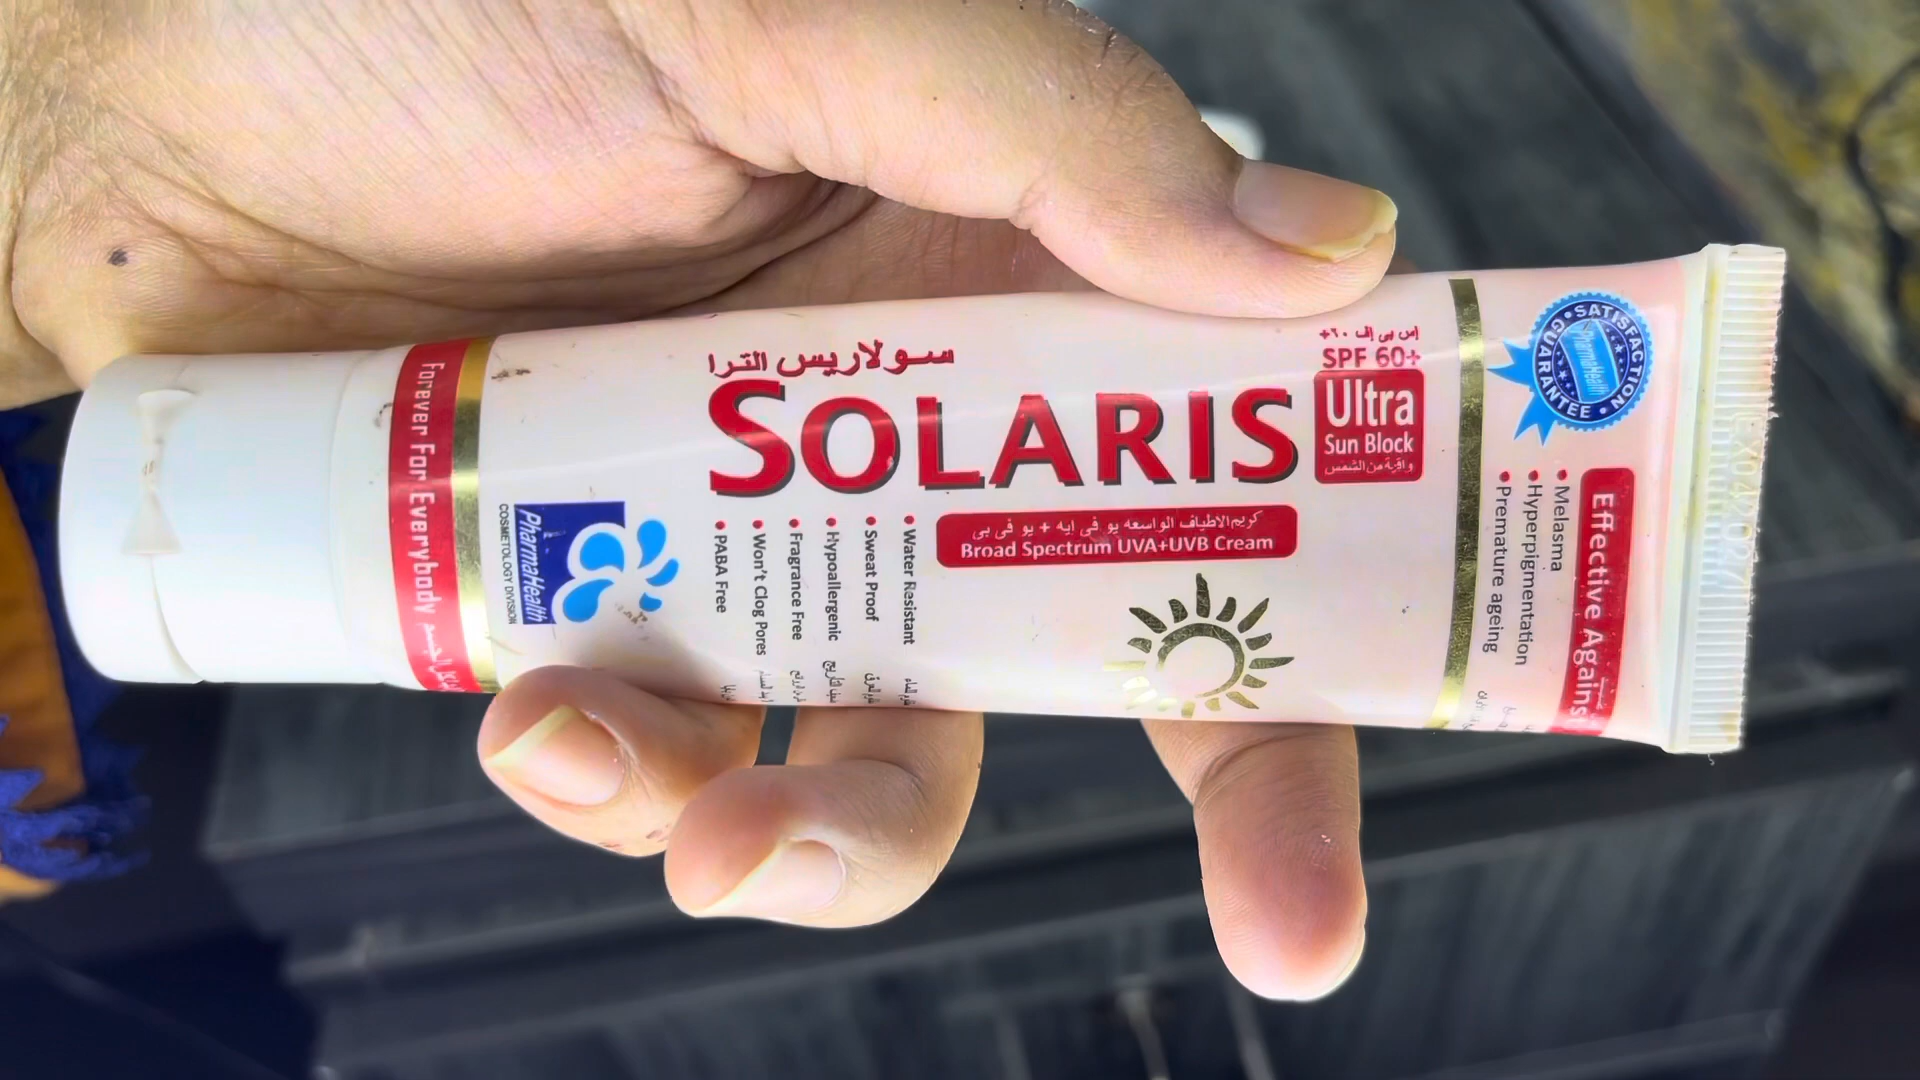 سولاريس الترا
SOLARIS
إس بي إف ٦٠+
SPF 60+
Ultra
Sun Block
واقية من الشمس
كريم الاطياف الواسعه يو فى إيه + يو فى بى
Broad Spectrum UVA+UVB Cream
• Water Resistant
• Sweat Proof
• Hypoallergenic
• Fragrance Free
• Won't Clog Pores
• PABA Free
PharmaHealth
COSMETOLOGY DIVISION
Forever For Everybody
SATISFACTION
PharmaHealth
GUARANTEE
Effective Agains
• Melasma
• Hyperpigmentation
• Premature ageing